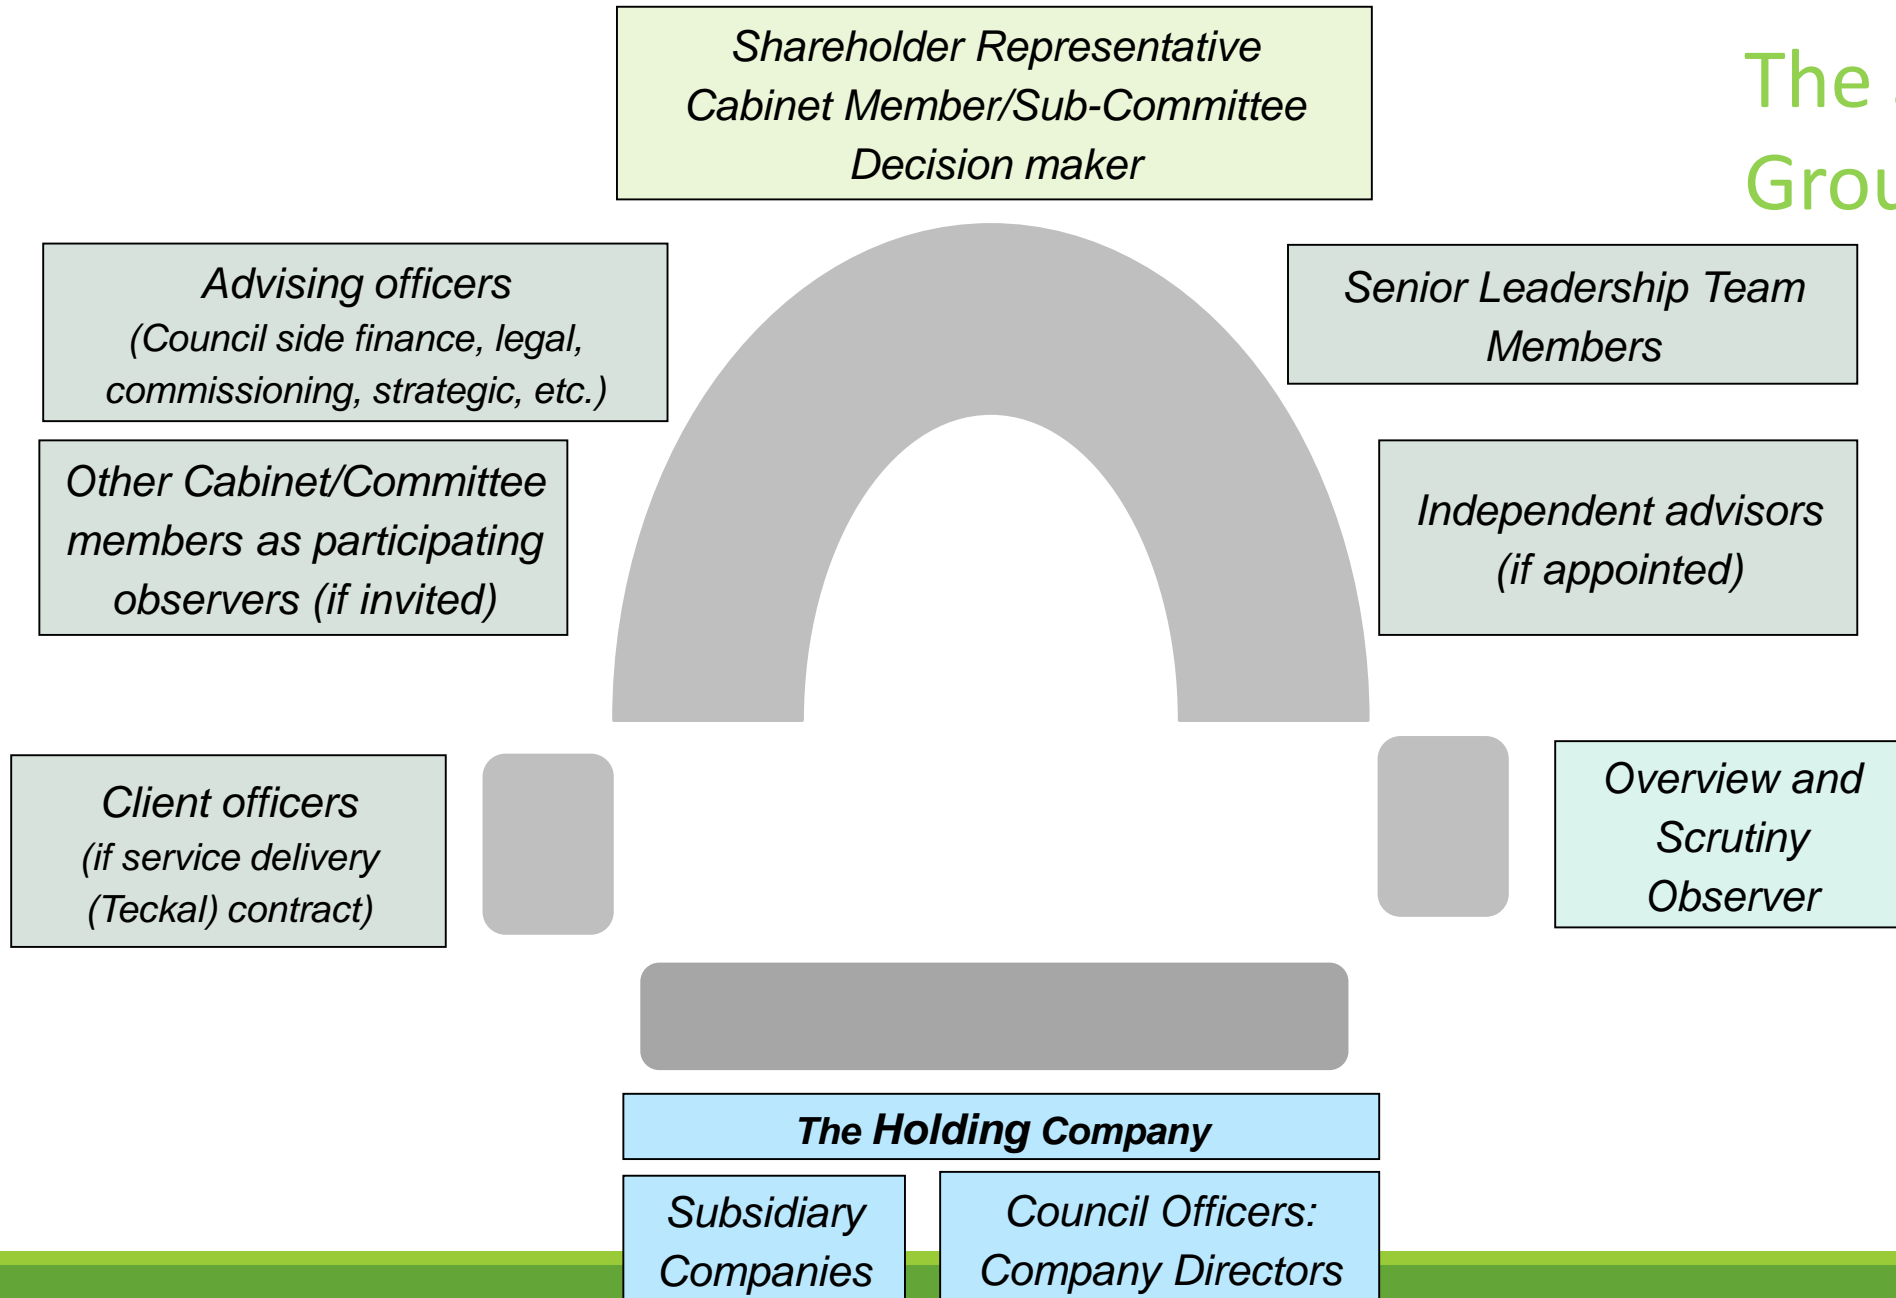 Shareholder Representative
Cabinet Member/Sub-Committee
Decision maker
The
Grou
Advising officers
(Council side finance, legal,
commissioning, strategic, etc.)
Senior Leadership Team
Members
Other Cabinet/Committee
members as participating
observers (if invited)
Independent advisors
(if appointed)
Client officers
(if service delivery
(Teckal) contract)
Overview and
Scrutiny
Observer
The Holding Company
Subsidiary
Companies
Council Officers:
Company Directors